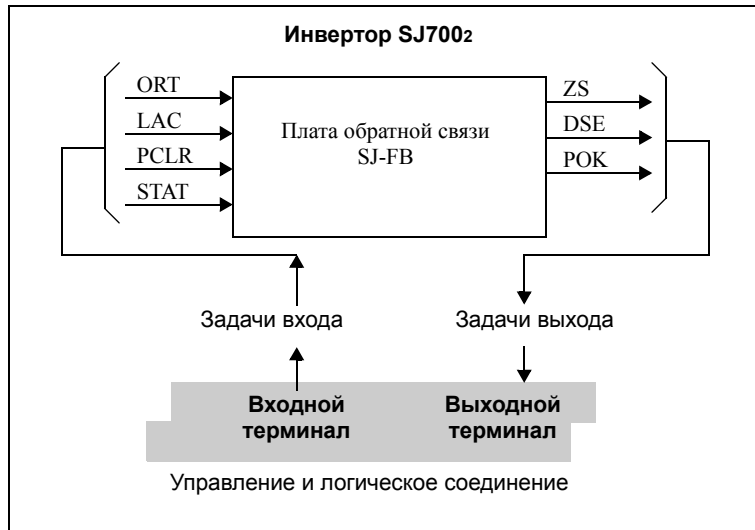 Инвертор SJ7002
ORT
LAC
PCLR
STAT
Плата обратной связи
SJ-FB
ZS
DSE
POK
Задачи входа
Задачи выхода
Входной
терминал
Выходной
терминал
Управление и логическое соединение